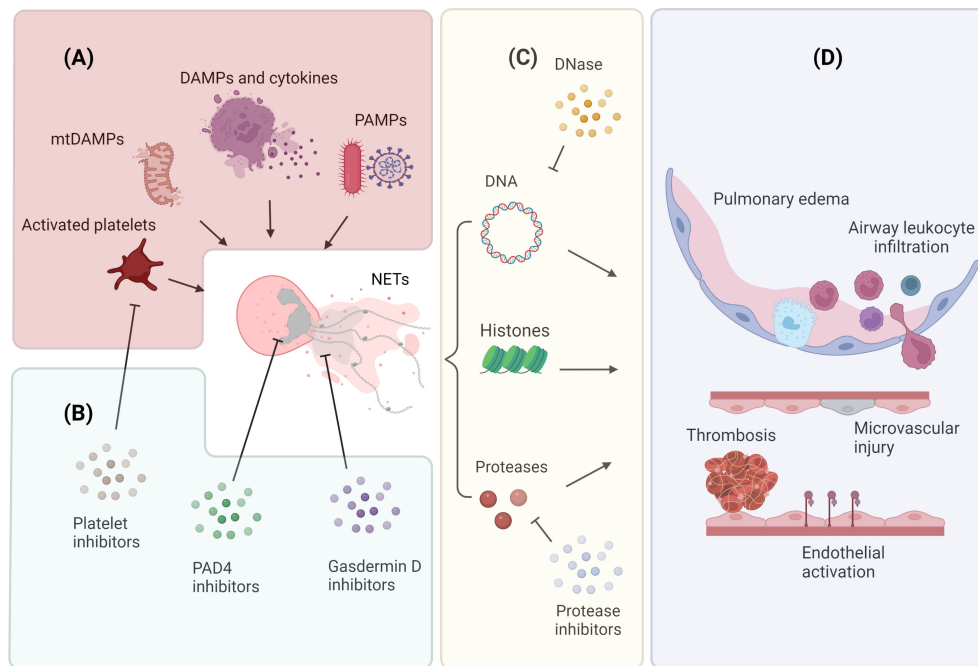 (A)
DAMPs and cytokines
mtDAMPs
PAMPs
Activated platelets
NETs
(B)
Platelet
inhibitors
PAD4
inhibitors
Gasdermin D
inhibitors
(C)
DNase
DNA
Histones
Proteases
Protease
inhibitors
(D)
Pulmonary edema
Airway leukocyte
infiltration
Thrombosis
Microvascular
injury
Endothelial
activation